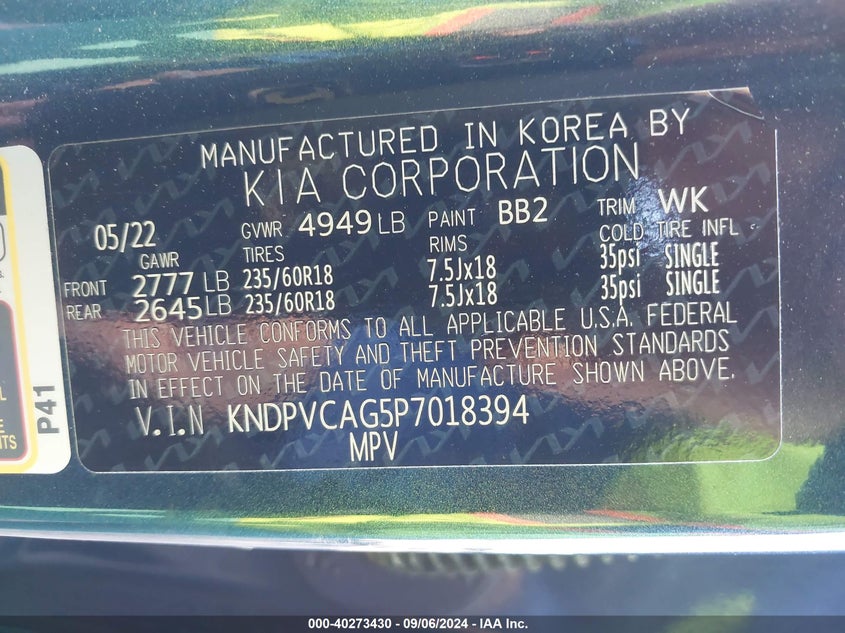 MANUFACTURED IN KOREA BY
KIA CORPORATION
05/22 GVWR 4949 LB PAINT BB2 TRIM WK
GAWR TIRES RIMS COLD TIRE INFL
FRONT 2777 LB 235/60R18 7.5Jx18 35psi SINGLE
REAR 2645 LB 235/60R18 7.5Jx18 35psi SINGLE
THIS VEHICLE CONFORMS TO ALL APPLICABLE U.S.A. FEDERAL
MOTOR VEHICLE SAFETY AND THEFT PREVENTION STANDARDS
IN EFFECT ON THE DATE OF MANUFACTURE SHOWN ABOVE.
V.I.N KNDPVCAG5P7018394
MPV
P41
000-40273430 - 09/06/2024 - IAA Inc.